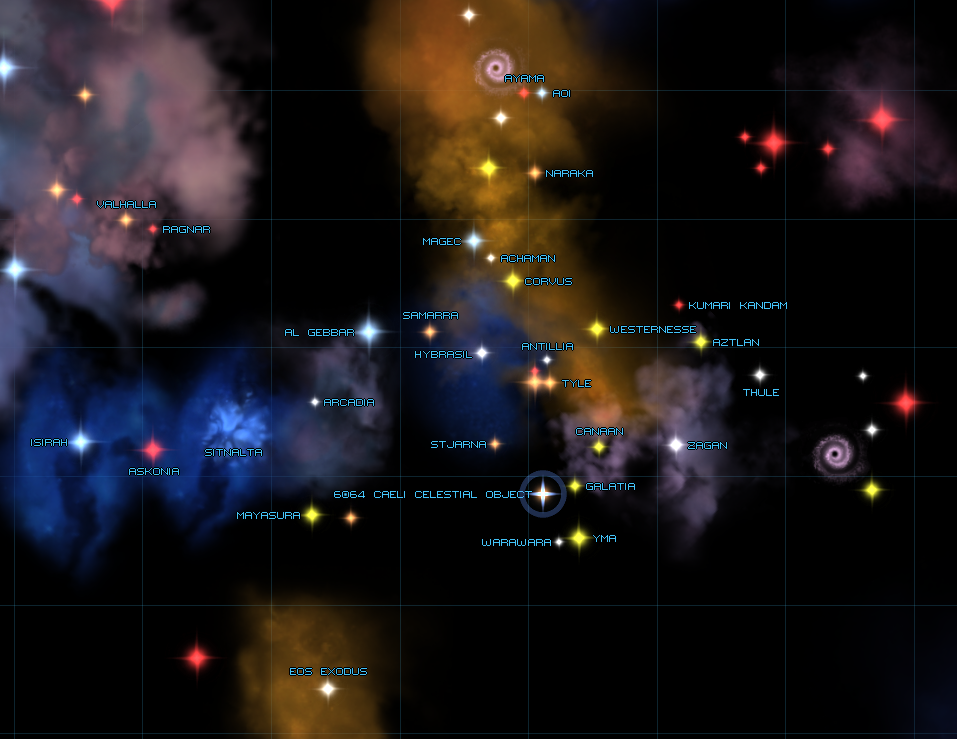 AYAMA
AOI
NARAKA
VALHALLA
RAGNAR
MAGEC
ACHAMAN
CORVUS
KUMARI KANDAM
SAMARRA
AL GEBBAR
WESTERNESSE
AZTLAN
ANTILLIA
HYBRASIL
TYLE
THULE
ARCADIA
CANAAN
ISIRAH
STJARNA
ZAGAN
SITNALTA
ASKONIA
GALATIA
6064 CAELI CELESTIAL OBJECT
MAYASURA
YMA
WARAWARA
EOS EXODUS